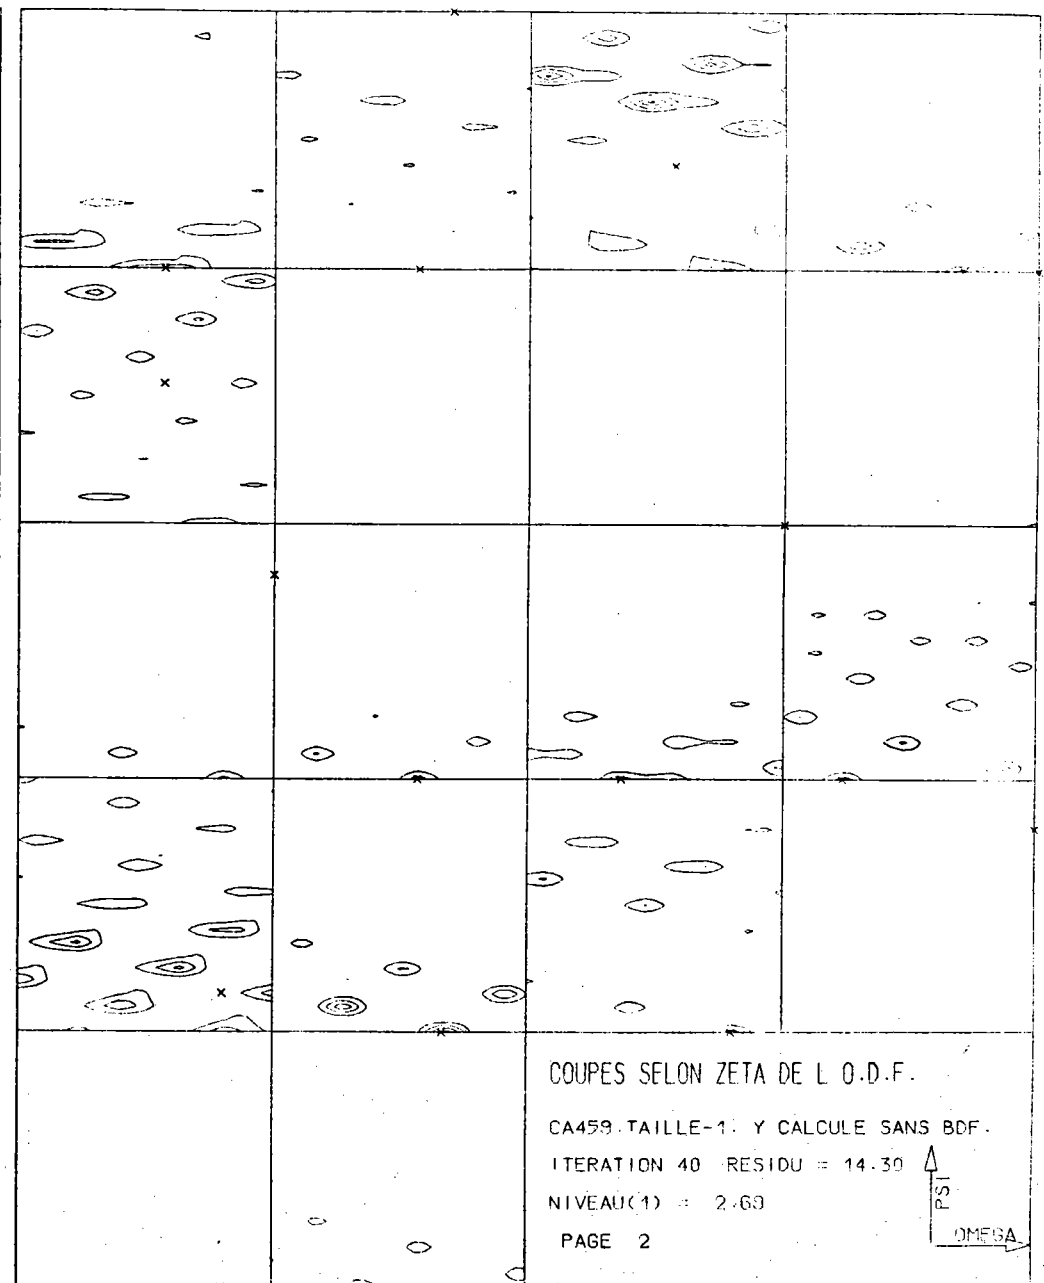 COUPES SELON ZETA DE L O.D.F.
CA459.TAILLE-1. Y CALCULE SANS BDF.
ITERATION 40 RESIDU = 14.30
NIVEAU(1) = 2.60
PAGE 2
PSI
OMEGA